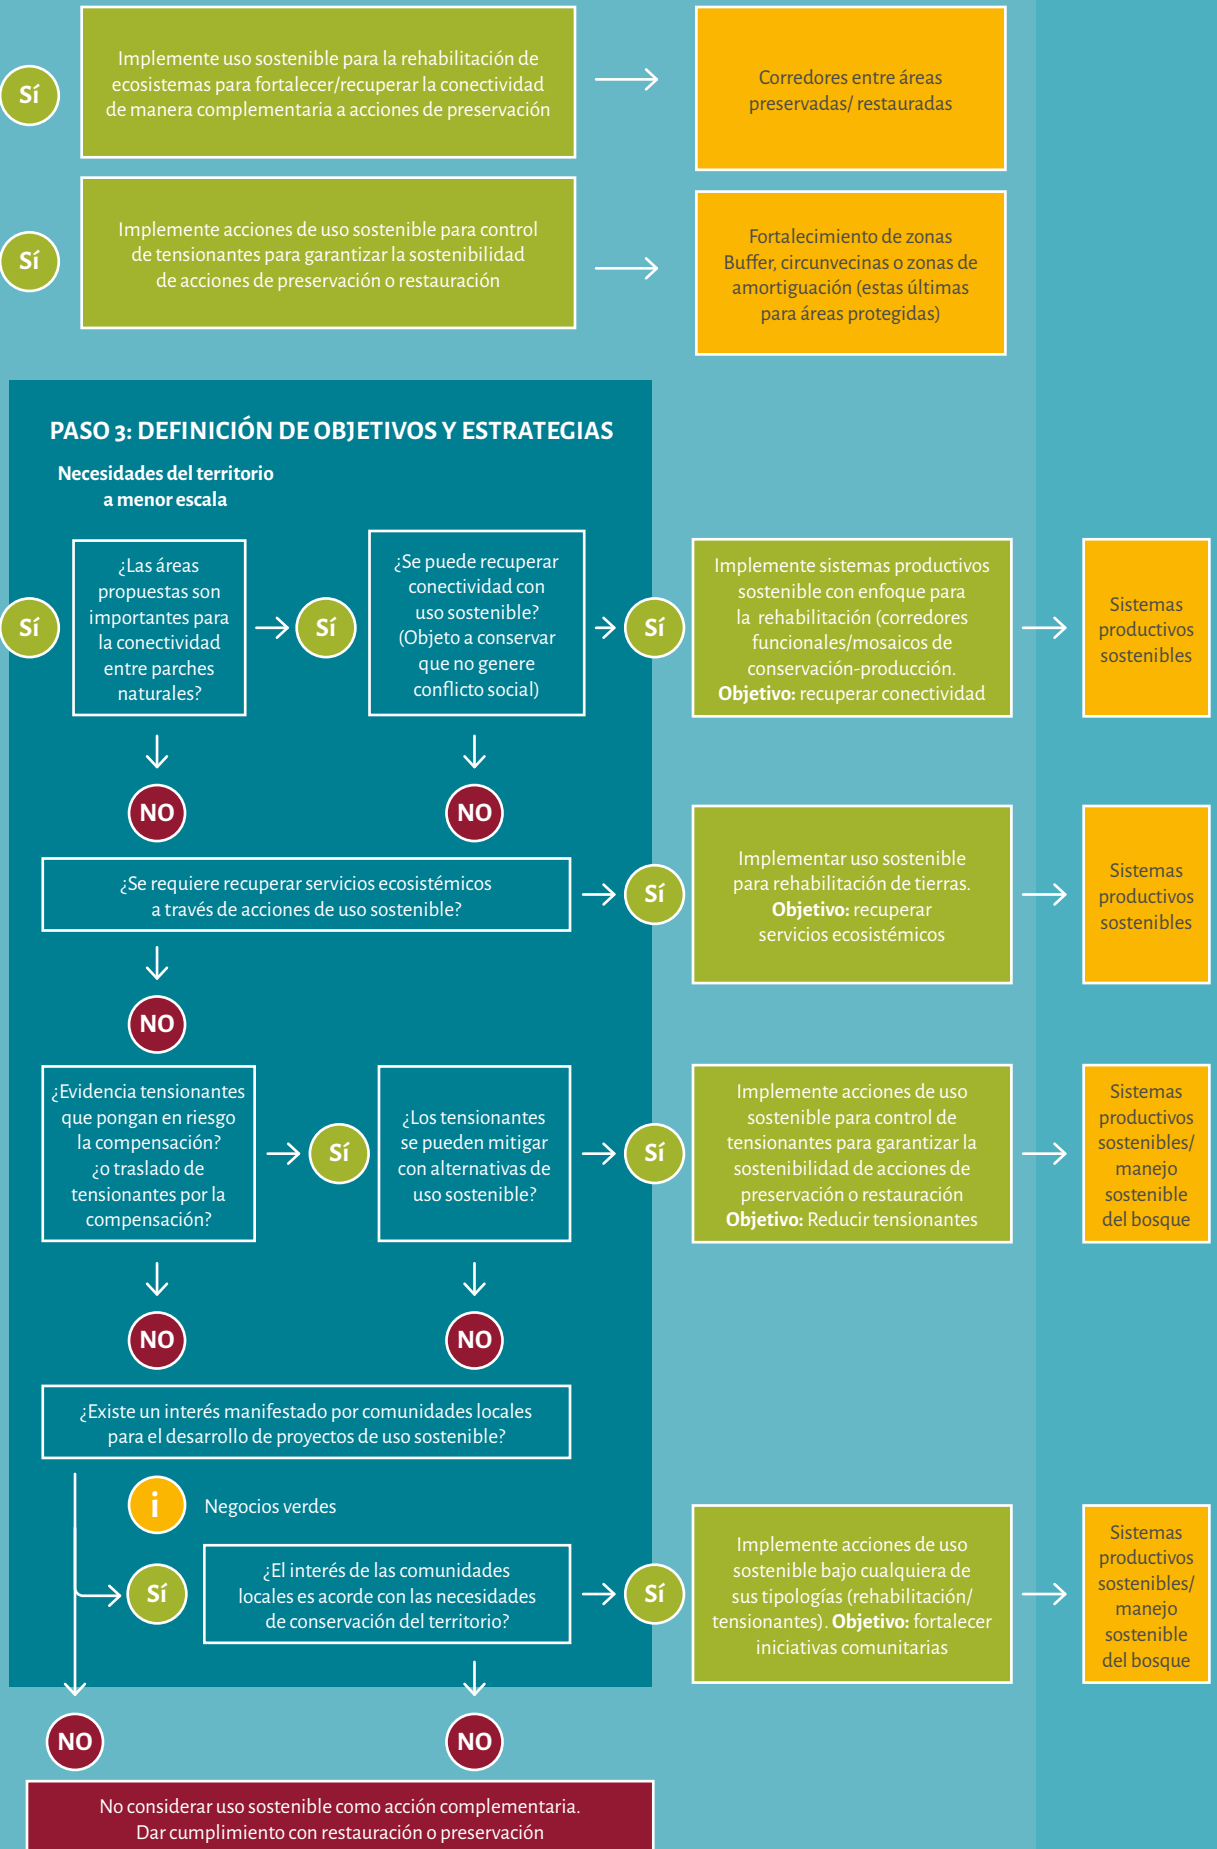 SÍ
Implemente uso sostenible para la rehabilitación de
ecosistemas para fortalecer/recuperar la conectividad
de manera complementaria a acciones de preservación
Corredores entre áreas
preservadas/ restauradas
SÍ
Implemente acciones de uso sostenible para control
de tensionantes para garantizar la sostenibilidad
de acciones de preservación o restauración
Fortalecimiento de zonas
Buffer, circunvecinas o zonas de
amortiguación (estas últimas
para áreas protegidas)
PASO 3: DEFINICIÓN DE OBJETIVOS Y ESTRATEGIAS
Necesidades del territorio
a menor escala
SÍ
¿Las áreas
propuestas son
importantes para
la conectividad
entre parches
naturales?
SÍ
¿Se puede recuperar
conectividad con
uso sostenible?
(Objeto a conservar
que no genere
conflicto social)
SÍ
Implemente sistemas productivos
sostenible con enfoque para
la rehabilitación (corredores
funcionales/mosaicos de
conservación-producción.
Objetivo: recuperar conectividad
Sistemas
productivos
sostenibles
NO
NO
¿Se requiere recuperar servicios ecosistémicos
a través de acciones de uso sostenible?
SÍ
Implementar uso sostenible
para rehabilitación de tierras.
Objetivo: recuperar
servicios ecosistémicos
Sistemas
productivos
sostenibles
NO
¿Evidencia tensionantes
que pongan en riesgo
la compensación?
¿o traslado de
tensionantes por la
compensación?
SÍ
¿Los tensionantes
se pueden mitigar
con alternativas de
uso sostenible?
SÍ
Implemente acciones de uso
sostenible para control de
tensionantes para garantizar la
sostenibilidad de acciones de
preservación o restauración
Objetivo: Reducir tensionantes
Sistemas
productivos
sostenibles/
manejo
sostenible
del bosque
NO
NO
¿Existe un interés manifestado por comunidades locales
para el desarrollo de proyectos de uso sostenible?
i
Negocios verdes
SÍ
¿El interés de las comunidades
locales es acorde con las necesidades
de conservación del territorio?
SÍ
Implemente acciones de uso
sostenible bajo cualquiera de
sus tipologías (rehabilitación/
tensionantes). Objetivo: fortalecer
iniciativas comunitarias
Sistemas
productivos
sostenibles/
manejo
sostenible
del bosque
NO
NO
No considerar uso sostenible como acción complementaria.
Dar cumplimiento con restauración o preservación